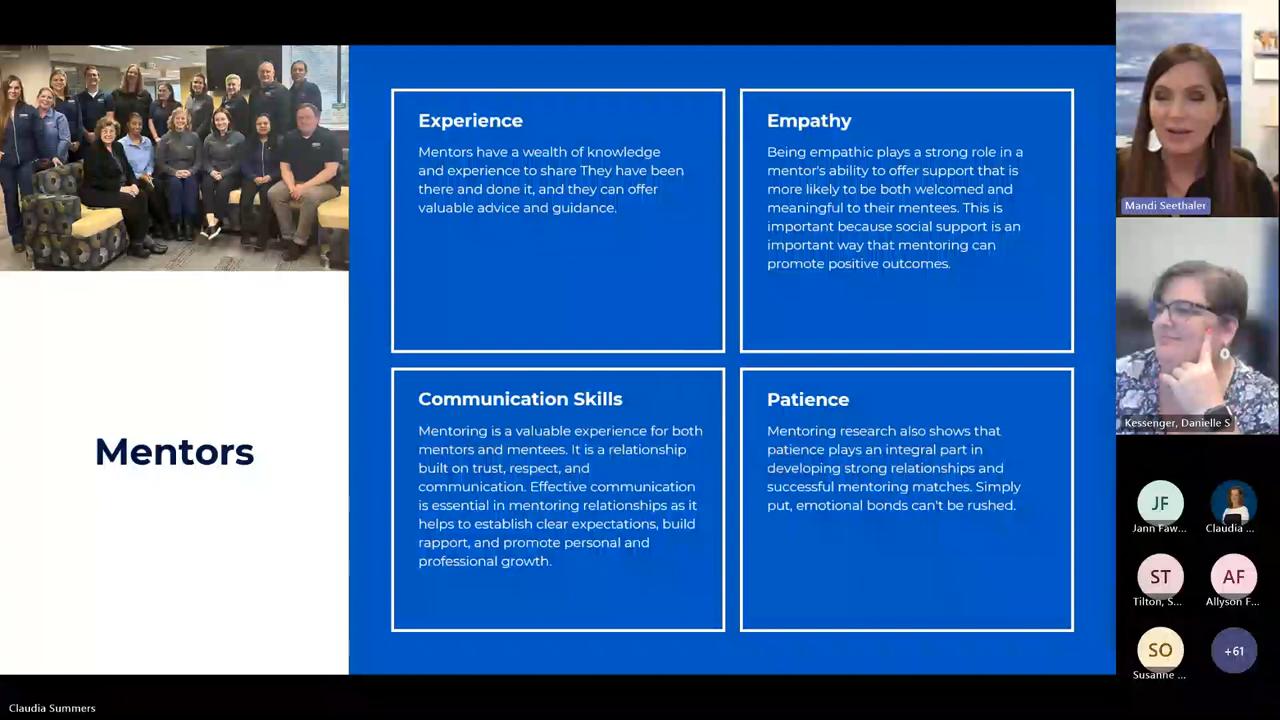 Experience
Mentors have a wealth of knowledge
and experience to share They have been
there and done it, and they can offer
valuable advice and guidance.
Empathy
Being empathic plays a strong role in a
mentor's ability to offer support that is
more likely to be both welcomed and
meaningful to their mentees. This is
important because social support is an
important way that mentoring can
promote positive outcomes.
Mentors
Communication Skills
Mentoring is a valuable experience for both
mentors and mentees. It is a relationship
built on trust, respect, and
communication. Effective communication
is essential in mentoring relationships as it
helps to establish clear expectations, build
rapport, and promote personal and
professional growth.
Patience
Mentoring research also shows that
patience plays an integral part in
developing strong relationships and
successful mentoring matches. Simply
put, emotional bonds can't be rushed.
Mandi Seethaler
Kessenger, Danielle S
JF
Jann Faw...
Claudia ...
ST
Tilton, S...
AF
Allyson F...
SO
Susanne ...
+61
Claudia Summers